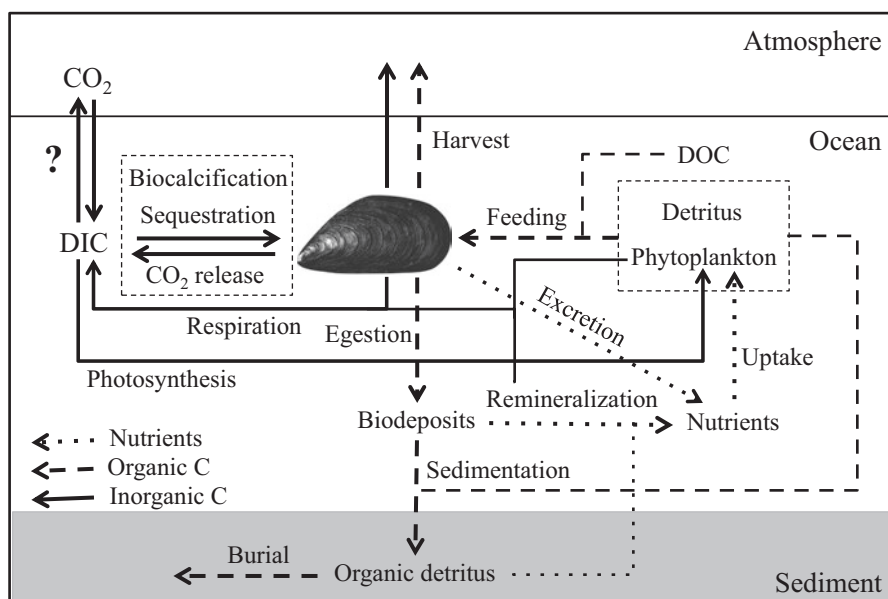 Atmosphere
CO₂
Harvest
Ocean
?
DOC
Biocalcification
Sequestration
Feeding
Detritus
DIC
CO₂ release
Phytoplankton
Excretion
Respiration
Egestion
Uptake
Photosynthesis
Remineralization
Biodeposits
Nutrients
Nutrients
Organic C
Sedimentation
Inorganic C
Burial
Organic detritus
Sediment